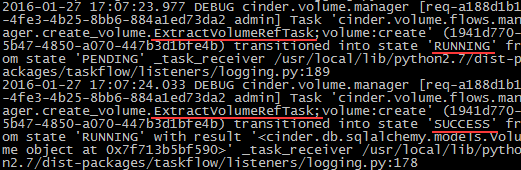 2016-01-27 17:07:23.977 DEBUG cinder.volume.manager [req-a188d1b1
-4fe3-4b25-8bb6-884a1ed73da2 admin] Task 'cinder.volume.flows.man
ager.create_volume.ExtractVolumeRefTask;volume:create' (1941d770-
5b47-4850-a070-447b3d1bfe4b) transitioned into state 'RUNNING' fr
om state 'PENDING' _task_receiver /usr/local/lib/python2.7/dist-p
ackages/taskflow/listeners/logging.py:189
2016-01-27 17:07:24.033 DEBUG cinder.volume.manager [req-a188d1b1
-4fe3-4b25-8bb6-884a1ed73da2 admin] Task 'cinder.volume.flows.man
ager.create_volume.ExtractVolumeRefTask;volume:create' (1941d770-
5b47-4850-a070-447b3d1bfe4b) transitioned into state 'SUCCESS' fr
om state 'RUNNING' with result '<cinder.db.sqlalchemy.models.Volu
me object at 0x7f713b5bf590>' _task_receiver /usr/local/lib/pytho
n2.7/dist-packages/taskflow/listeners/logging.py:178